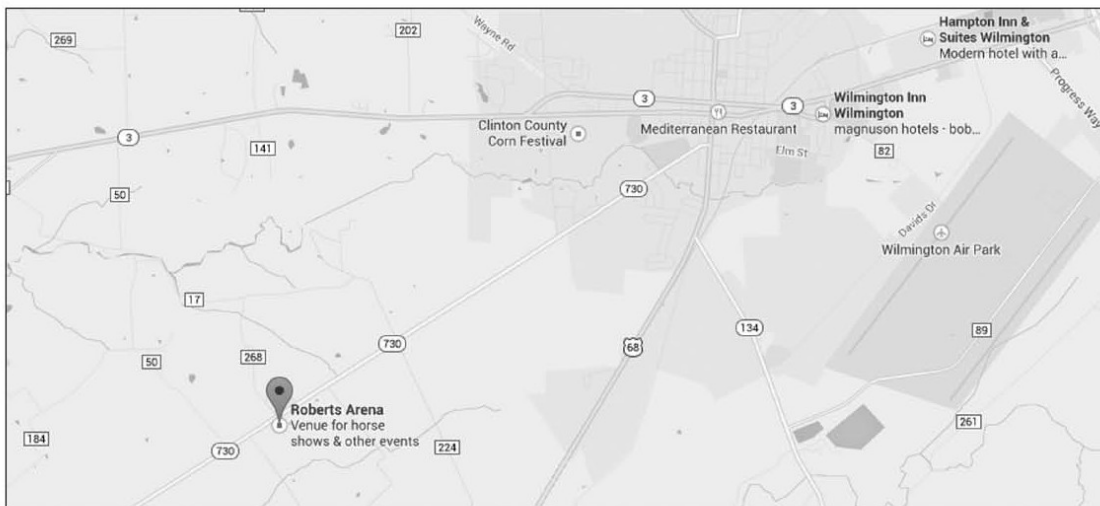 269
202
Wayne Rd
Hampton Inn &
Suites Wilmington
Modern hotel with a...
Progress Way
3
3
3
Wilmington Inn
Wilmington
magnuson hotels - bob...
Clinton County
Corn Festival
Mediterranean Restaurant
141
Elm St
82
50
730
Davids Dr
Wilmington Air Park
17
134
89
50
268
730
68
Roberts Arena
Venue for horse
shows & other events
184
730
224
261